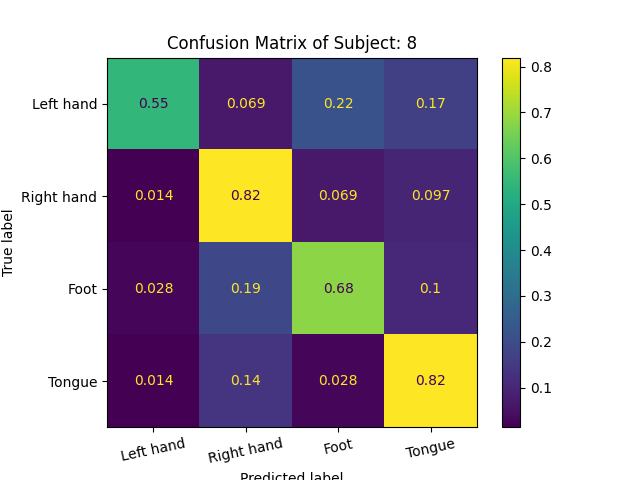 Confusion Matrix of Subject: 8
True label
Left hand 0.55 0.069 0.22 0.17
Right hand 0.014 0.82 0.069 0.097
Foot 0.028 0.19 0.68 0.1
Tongue 0.014 0.14 0.028 0.82
Left hand Right hand Foot Tongue
Predicted label
0.8
0.7
0.6
0.5
0.4
0.3
0.2
0.1